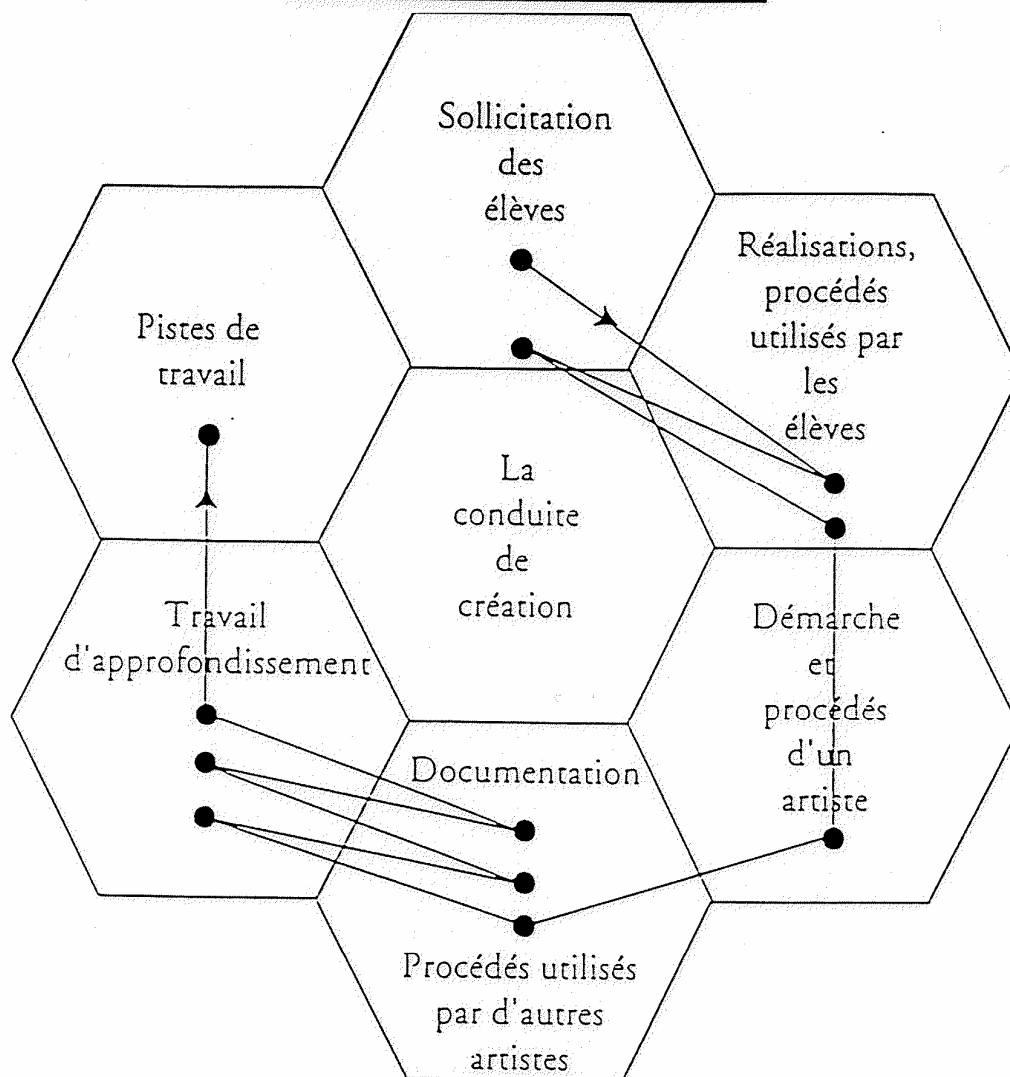 Sollicitation
des
élèves
Réalisations,
procédés
utilisés par
les
élèves
Pistes de
travail
La
conduite
de
création
Travail
d'approfondissement
Démarche
et
procédés
d'un
artiste
Documentation
Procédés utilisés
par d'autres
artistes